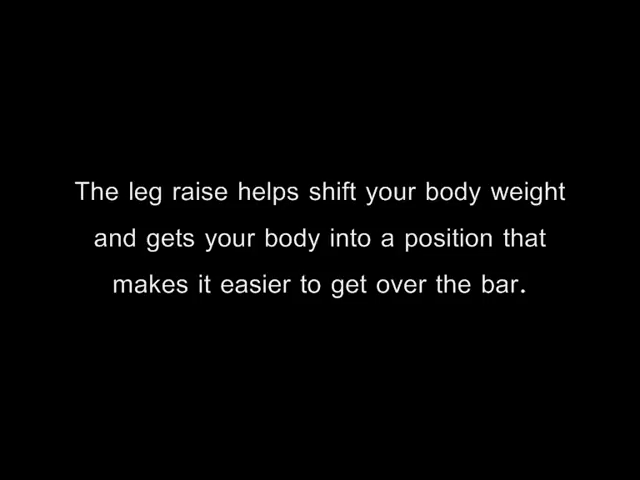 The leg raise helps shift your body weight
and gets your body into a position that
makes it easier to get over the bar.